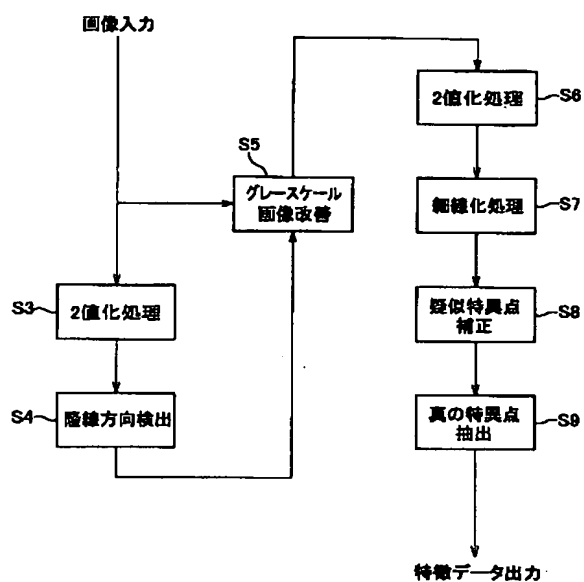 画像入力
S3
2値化処理
S4
隆線方向検出
S5
グレースケール
画像改善
2値化処理
S6
細線化処理
S7
疑似特異点
補正
S8
真の特異点
抽出
S9
特徴データ出力